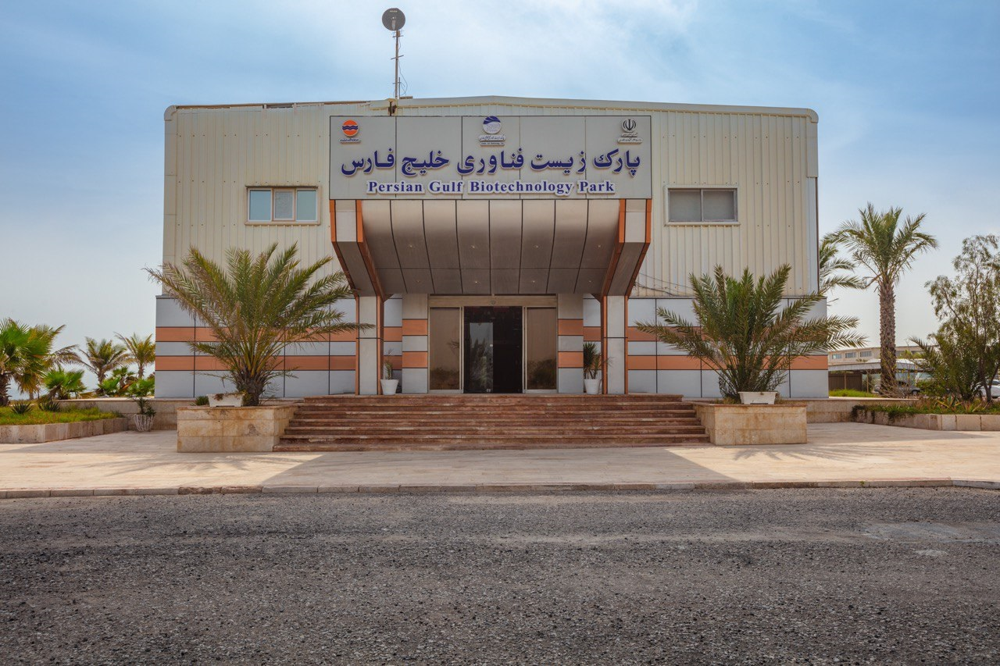 پارک زیست فناوری خلیج فارس
Persian Gulf Biotechnology Park